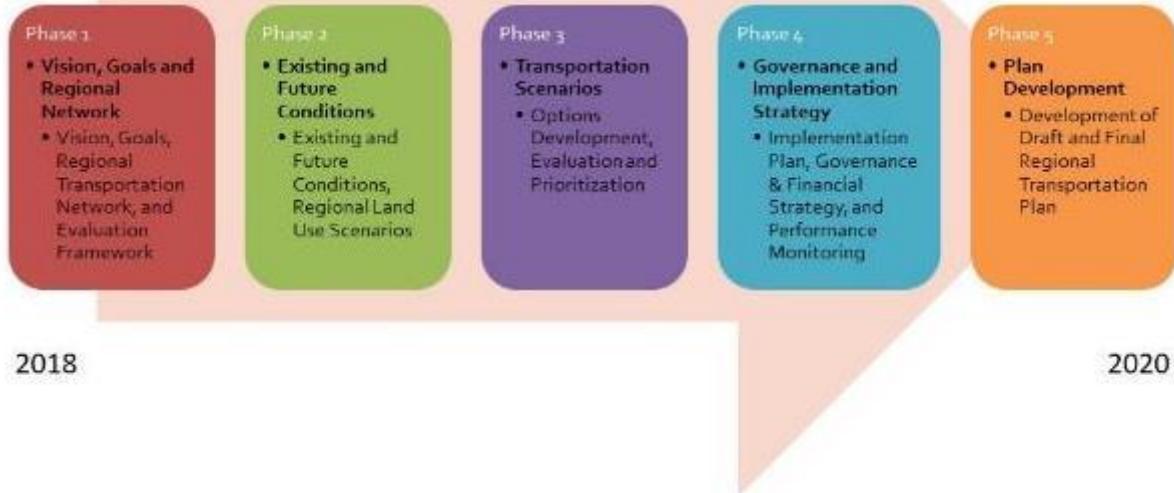 Phase 1
• Vision, Goals and
Regional
Network
• Vision, Goals,
Regional
Transportation
Network, and
Evaluation
Framework
Phase 2
• Existing and
Future
Conditions
• Existing and
Future
Conditions,
Regional Land
Use Scenarios
Phase 3
• Transportation
Scenarios
• Options
Development,
Evaluation and
Prioritization
Phase 4
• Governance and
Implementation
Strategy
• Implementation
Plan, Governance
& Financial
Strategy, and
Performance
Monitoring
Phase 5
• Plan
Development
• Development of
Draft and Final
Regional
Transportation
Plan
2018
2020